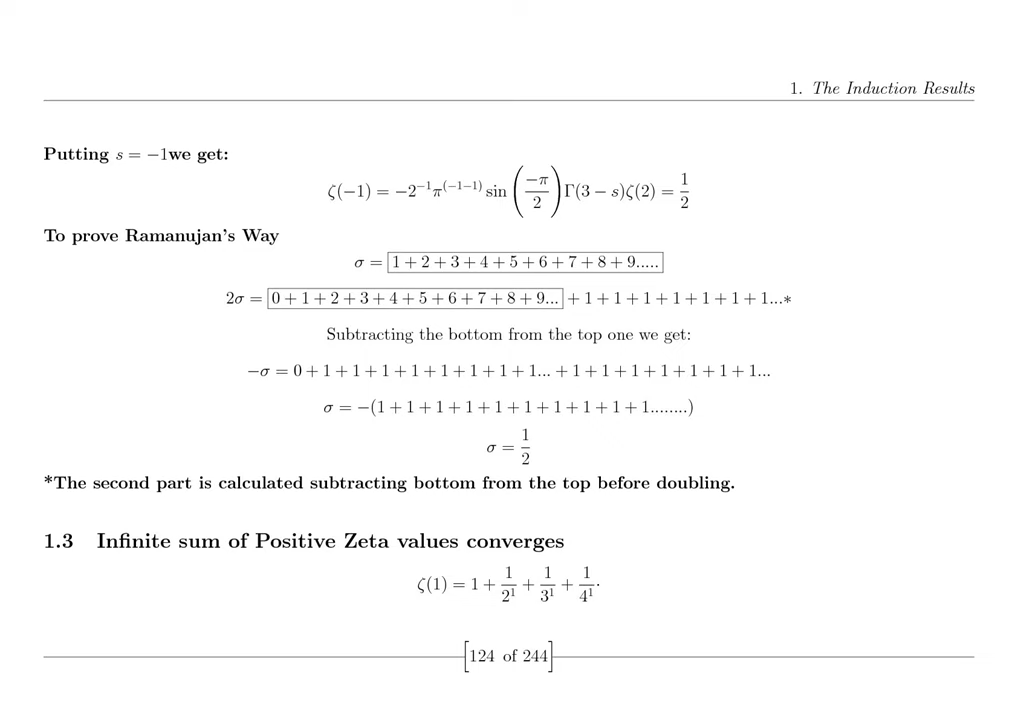 1. The Induction Results
Putting s = −1we get:
ζ(−1) = −2^{−1}π^{(−1−1)} sin(−π/2)Γ(3 − s)ζ(2) = 1/2
To prove Ramanujan's Way
σ = 1 + 2 + 3 + 4 + 5 + 6 + 7 + 8 + 9.....
2σ = 0 + 1 + 2 + 3 + 4 + 5 + 6 + 7 + 8 + 9... + 1 + 1 + 1 + 1 + 1 + 1 + 1...*
Subtracting the bottom from the top one we get:
−σ = 0 + 1 + 1 + 1 + 1 + 1 + 1 + 1 + 1... + 1 + 1 + 1 + 1 + 1 + 1 + 1...
σ = −(1 + 1 + 1 + 1 + 1 + 1 + 1 + 1 + 1 + 1........)
σ = 1/2
*The second part is calculated subtracting bottom from the top before doubling.
1.3 Infinite sum of Positive Zeta values converges
ζ(1) = 1 + 1/2^1 + 1/3^1 + 1/4^1·
124 of 244